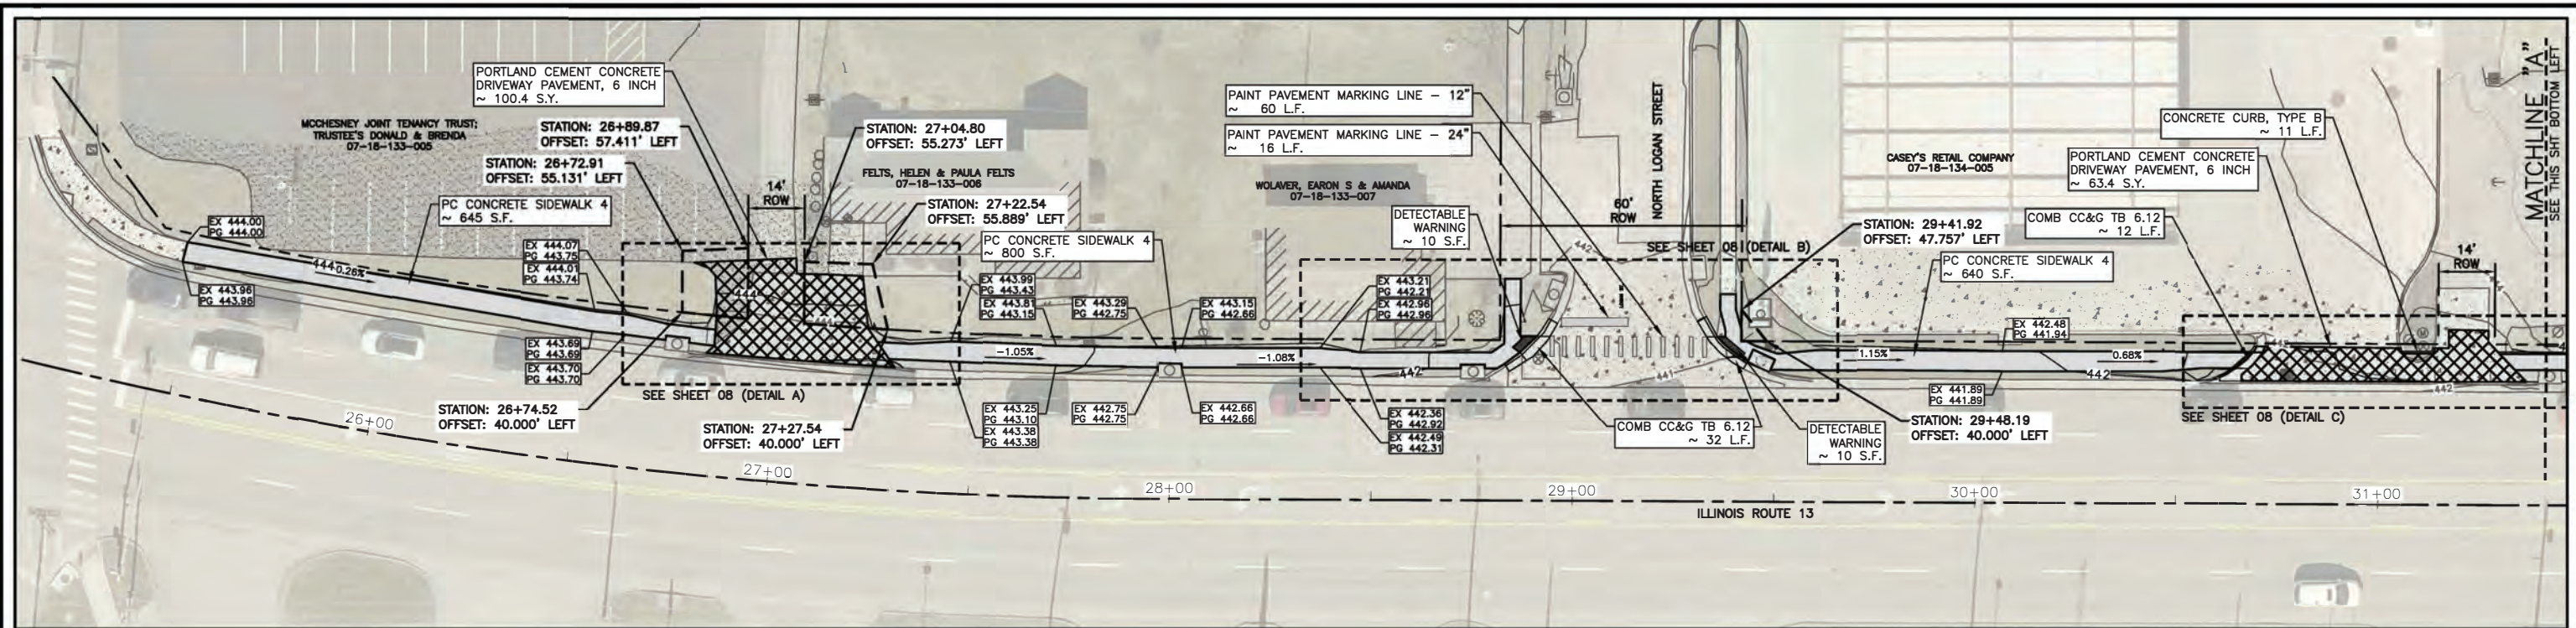 PORTLAND CEMENT CONCRETE
DRIVEWAY PAVEMENT, 6 INCH
~ 100.4 S.Y.
MCCHESNEY JOINT TENANCY TRUST;
TRUSTEE'S DONALD & BRENDA
07-18-133-005
STATION: 26+89.87
OFFSET: 57.411' LEFT
STATION: 26+72.91
OFFSET: 55.131' LEFT
PC CONCRETE SIDEWALK 4
~ 645 S.F.
14'
ROW
STATION: 27+04.80
OFFSET: 55.273' LEFT
FELTS, HELEN & PAULA FELTS
07-18-133-006
STATION: 27+22.54
OFFSET: 55.889' LEFT
PC CONCRETE SIDEWALK 4
~ 800 S.F.
PAINT PAVEMENT MARKING LINE - 12"
~ 60 L.F.
PAINT PAVEMENT MARKING LINE - 24"
~ 16 L.F.
WOLAVER, EARON S & AMANDA
07-18-133-007
DETECTABLE
WARNING
~ 10 S.F.
60'
ROW
NORTH LOGAN STREET
SEE SHEET 08 (DETAIL B)
CASEY'S RETAIL COMPANY
07-18-134-005
STATION: 29+41.92
OFFSET: 47.757' LEFT
PC CONCRETE SIDEWALK 4
~ 640 S.F.
CONCRETE CURB, TYPE B
~ 11 L.F.
PORTLAND CEMENT CONCRETE
DRIVEWAY PAVEMENT, 6 INCH
~ 63.4 S.Y.
COMB CC&G TB 6.12
~ 12 L.F.
14'
ROW
MATCHLINE "A"
SEE THIS SHT BOTTOM LEFT
EX 444.00
PG 444.00
EX 443.96
PG 443.96
444
0.26%
EX 444.07
PG 443.75
EX 444.01
PG 443.74
EX 443.69
PG 443.69
EX 443.70
PG 443.70
444
EX 443.99
PG 443.43
EX 443.81
PG 443.15
EX 443.29
PG 442.75
EX 443.15
PG 442.66
EX 443.21
PG 442.21
EX 442.96
PG 442.96
442
-1.05%
-1.08%
442
441
1.15%
EX 442.48
PG 441.94
0.68%
442
442
442
EX 441.89
PG 441.89
SEE SHEET 08 (DETAIL A)
SEE SHEET 08 (DETAIL C)
STATION: 26+74.52
OFFSET: 40.000' LEFT
STATION: 27+27.54
OFFSET: 40.000' LEFT
EX 443.25
PG 443.10
EX 443.38
PG 443.38
EX 442.75
PG 442.75
EX 442.66
PG 442.66
EX 442.36
PG 442.92
EX 442.49
PG 442.31
COMB CC&G TB 6.12
~ 32 L.F.
DETECTABLE
WARNING
~ 10 S.F.
STATION: 29+48.19
OFFSET: 40.000' LEFT
26+00
27+00
28+00
29+00
30+00
31+00
ILLINOIS ROUTE 13